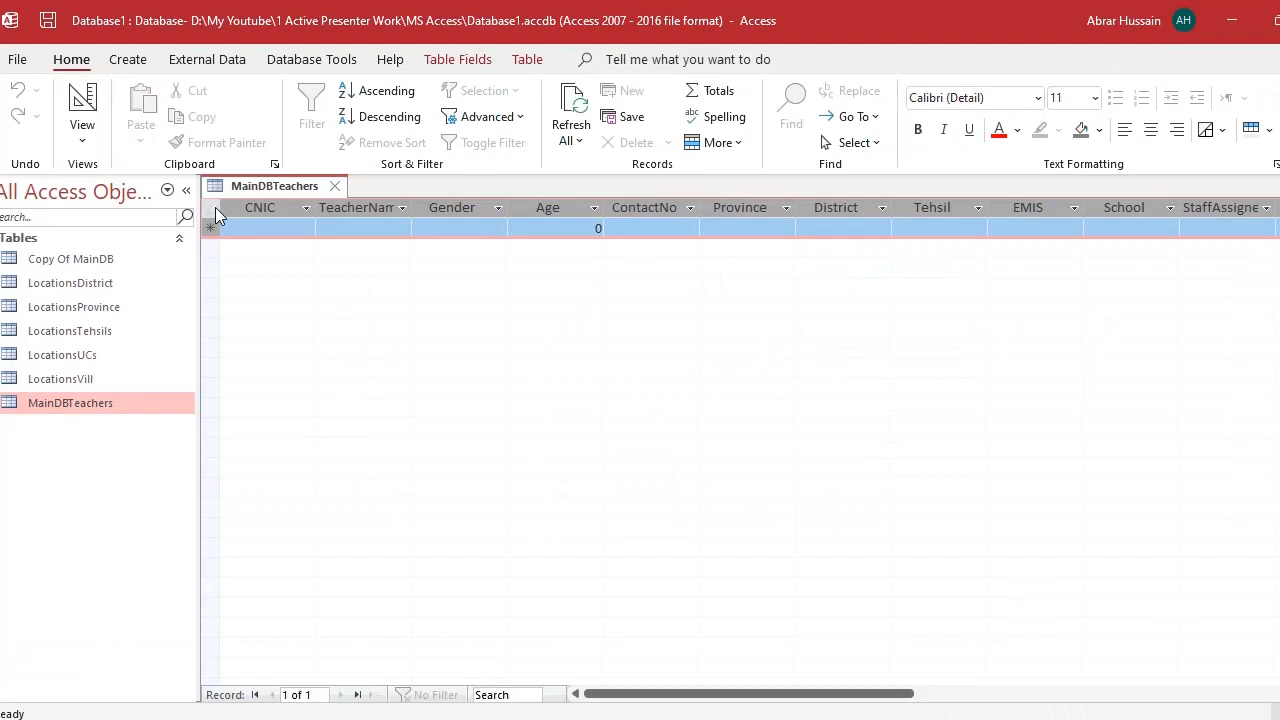 Database1 : Database- D:\My Youtube\1 Active Presenter Work\MS Access\Database1.accdb (Access 2007 - 2016 file format) - Access
Abrar Hussain
AH
File Home Create External Data Database Tools Help Table Fields Table Tell me what you want to do
Ascending Selection New Totals Replace Calibri (Detail) 11
Cut
Copy Descending Advanced Save Spelling Go To
View Paste Filter Refresh All Find
Format Painter Remove Sort Toggle Filter Delete More Select
Undo Views Clipboard Sort & Filter Records Find Text Formatting
B I U A
All Access Obje...
MainDBTeachers
earch...
CNIC TeacherNam Gender Age ContactNo Province District Tehsil EMIS School StaffAssigne
0
Tables
Copy Of MainDB
LocationsDistrict
LocationsProvince
LocationsTehsils
LocationsUCs
LocationsVill
MainDBTeachers
Record: 1 of 1 No Filter Search
eady